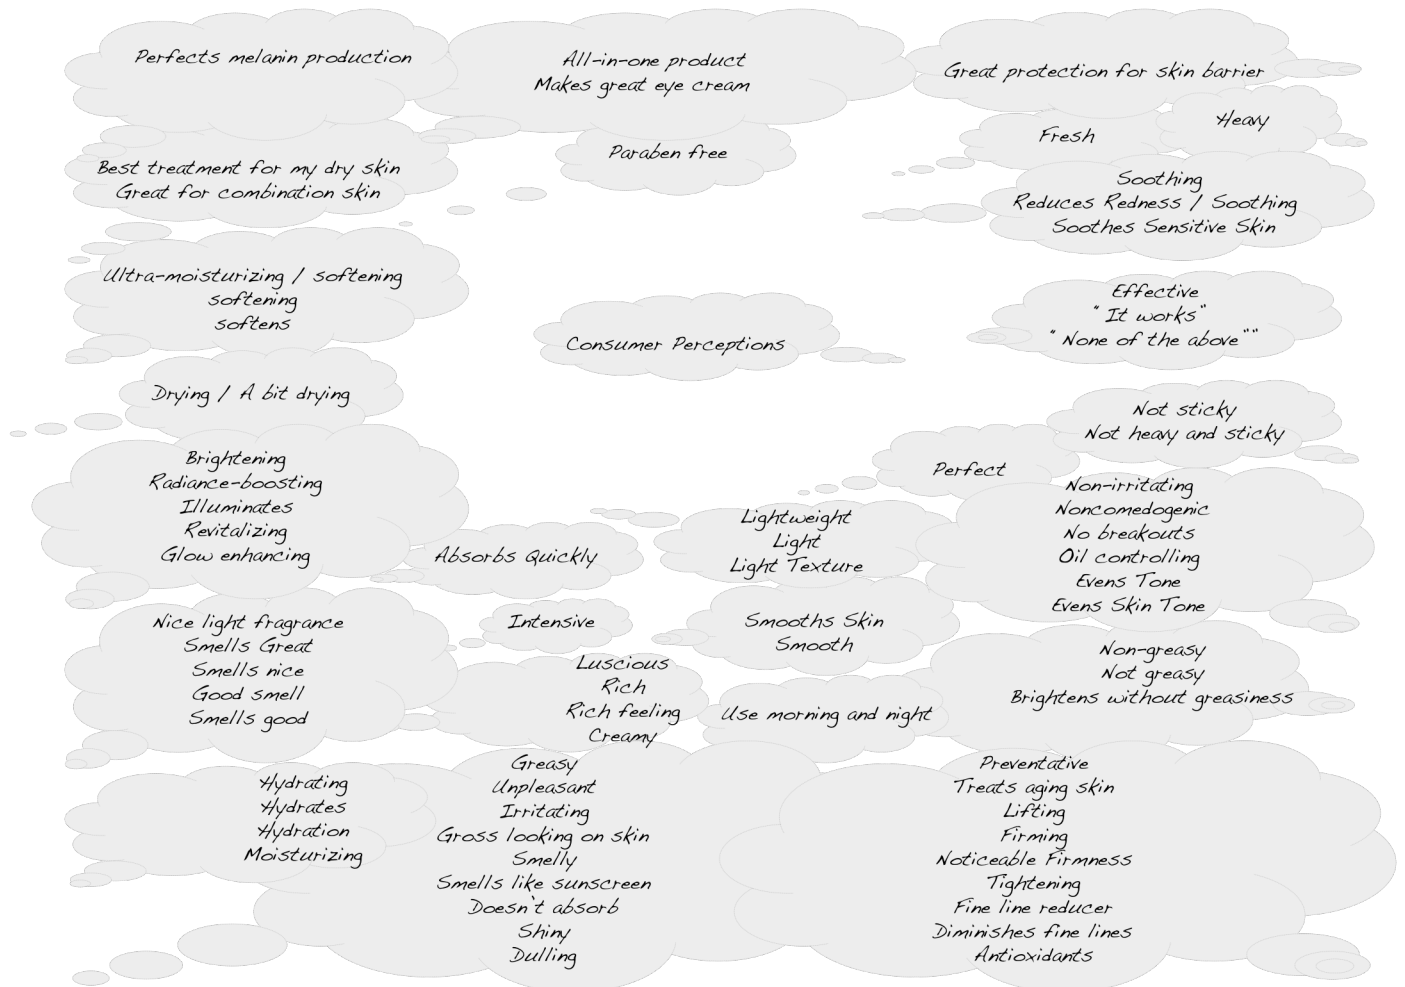 Perfects melanin production
All-in-one product
Makes great eye cream
Great protection for skin barrier
Heavy
Fresh
Paraben free
Best treatment for my dry skin
Great for combination skin
Soothing
Reduces Redness / Soothing
Soothes Sensitive Skin
Ultra-moisturizing / softening
softening
softens
Effective
"It works"
"None of the above""
Consumer Perceptions
Drying / A bit drying
Not sticky
Not heavy and sticky
Perfect
Brightening
Radiance-boosting
Illuminates
Revitalizing
Glow enhancing
Absorbs Quickly
Lightweight
Light
Light Texture
Non-irritating
Noncomedogenic
No breakouts
Oil controlling
Evens Tone
Evens Skin Tone
Nice light fragrance
Smells Great
Smells nice
Good smell
Smells good
Intensive
Smooths Skin
Smooth
Luscious
Rich
Rich feeling
Creamy
Use morning and night
Non-greasy
Not greasy
Brightens without greasiness
Hydrating
Hydrates
Hydration
Moisturizing
Greasy
Unpleasant
Irritating
Gross looking on skin
Smelly
Smells like sunscreen
Doesn't absorb
Shiny
Dulling
Preventative
Treats aging skin
Lifting
Firming
Noticeable Firmness
Tightening
Fine line reducer
Diminishes fine lines
Antioxidants